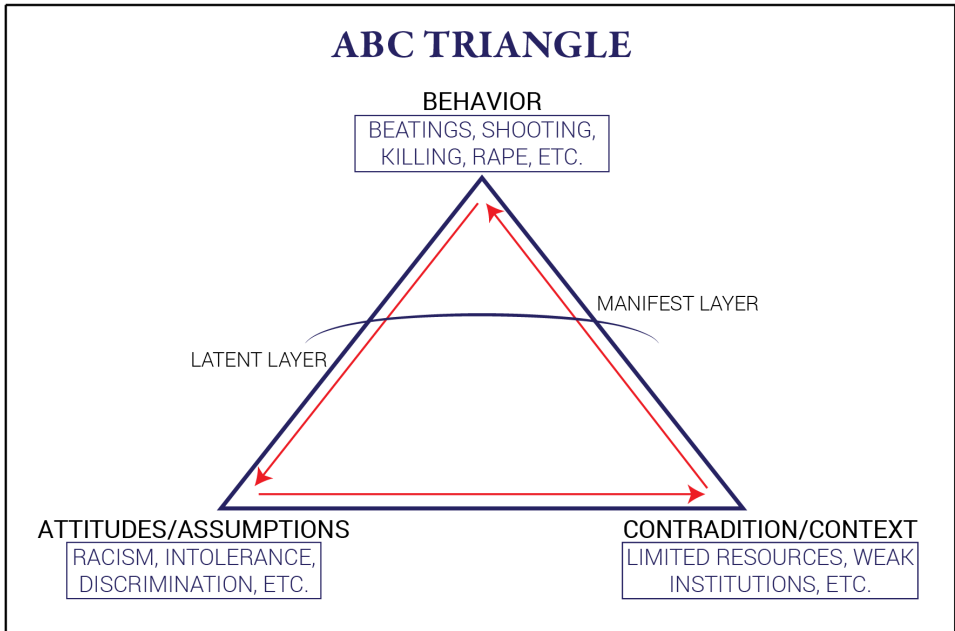 ABC TRIANGLE
BEHAVIOR
BEATINGS, SHOOTING,
KILLING, RAPE, ETC.
MANIFEST LAYER
LATENT LAYER
ATTITUDES/ASSUMPTIONS
RACISM, INTOLERANCE,
DISCRIMINATION, ETC.
CONTRADITION/CONTEXT
LIMITED RESOURCES, WEAK
INSTITUTIONS, ETC.